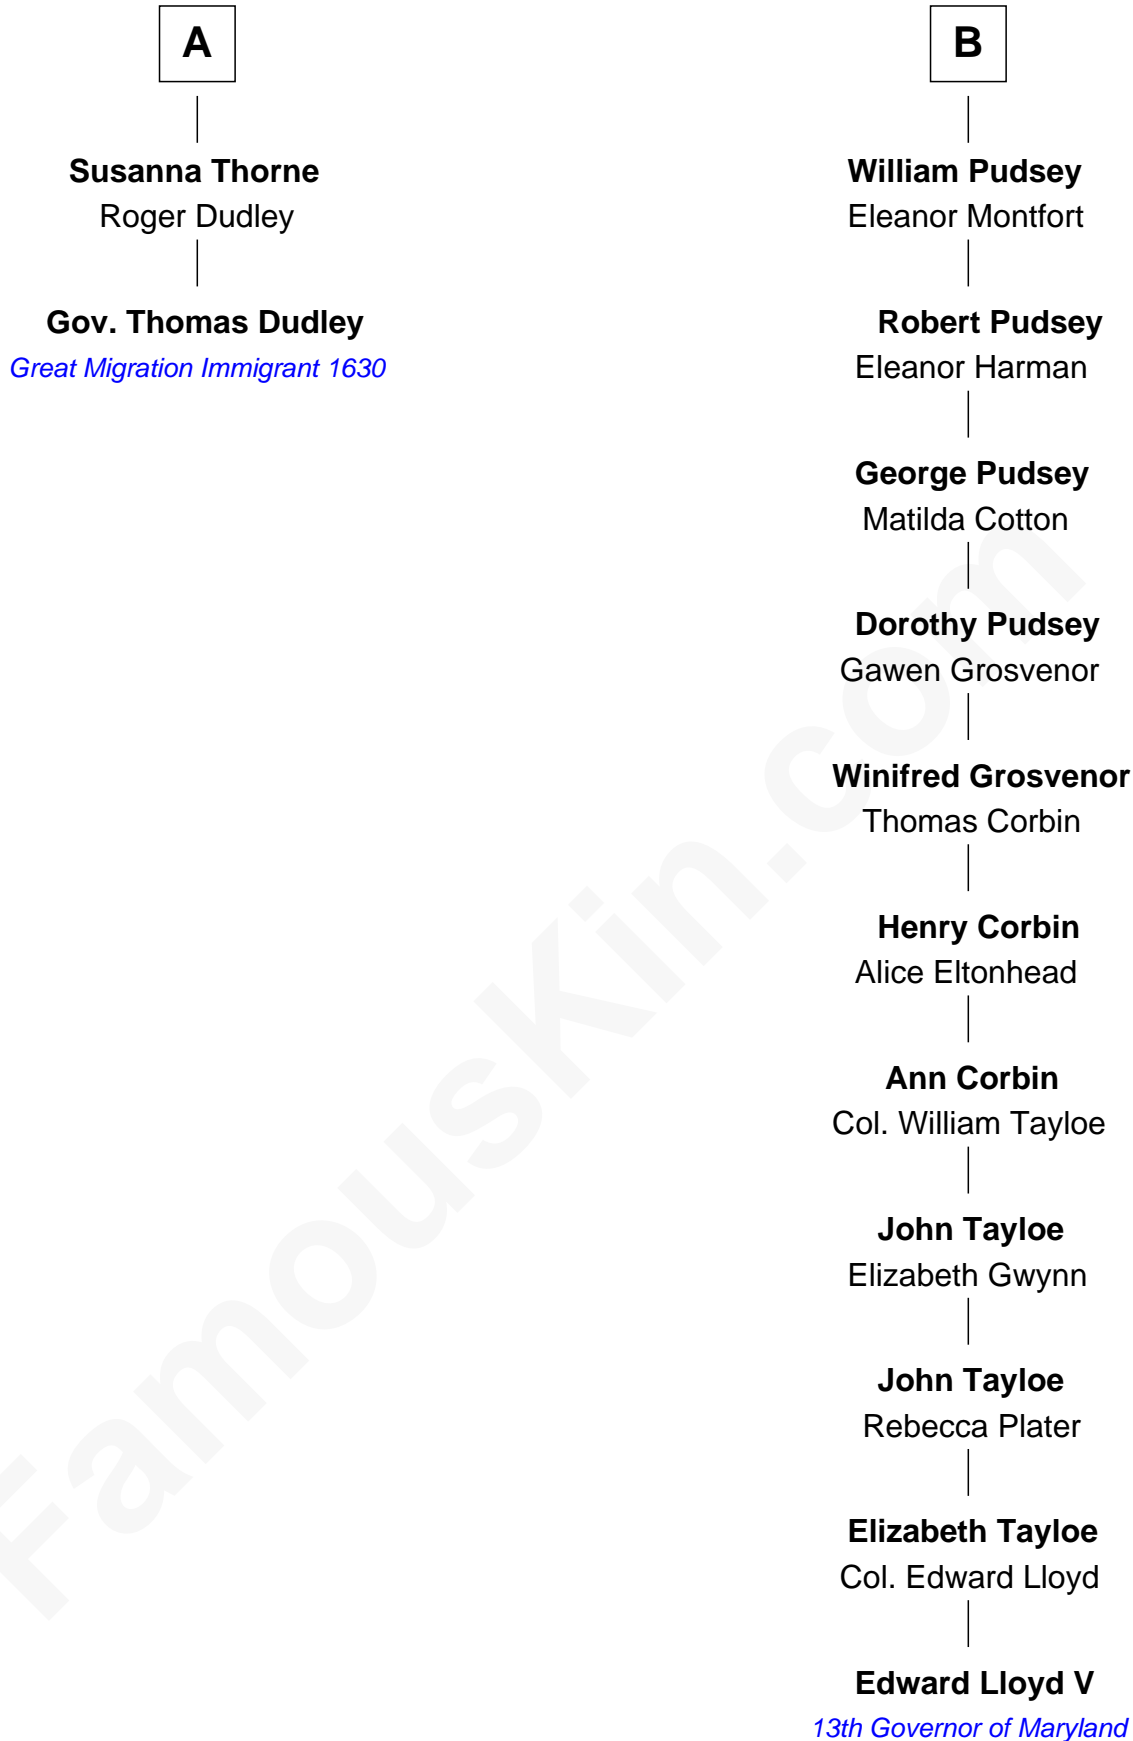 A
Susanna Thorne
Roger Dudley
Gov. Thomas Dudley
Great Migration Immigrant 1630
B
William Pudsey
Eleanor Montfort
Robert Pudsey
Eleanor Harman
George Pudsey
Matilda Cotton
Dorothy Pudsey
Gawen Grosvenor
Winifred Grosvenor
Thomas Corbin
Henry Corbin
Alice Eltonhead
Ann Corbin
Col. William Tayloe
John Tayloe
Elizabeth Gwynn
John Tayloe
Rebecca Plater
Elizabeth Tayloe
Col. Edward Lloyd
Edward Lloyd V
13th Governor of Maryland
FamousKin.com